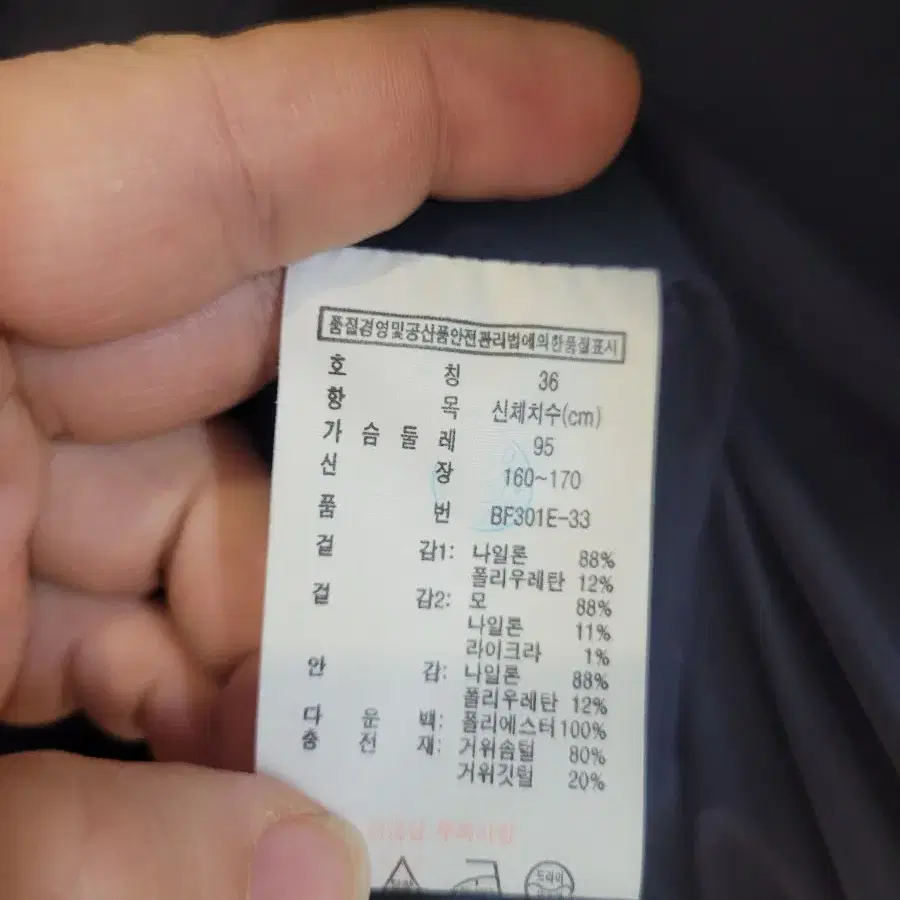 품질경영및공산품안전관리법에의한품질표시
호 칭 36
항 목 신체치수(cm)
가 슴 둘 레 95
신 장 160~170
품 번 BF301E-33
겉 감1: 나일론 88%
폴리우레탄 12%
겉 감2: 모 88%
나일론 11%
라이크라 1%
안 감: 나일론 88%
폴리우레탄 12%
다 운 백: 폴리에스터 100%
충 전 재: 거위솜털 80%
거위깃털 20%
드라이